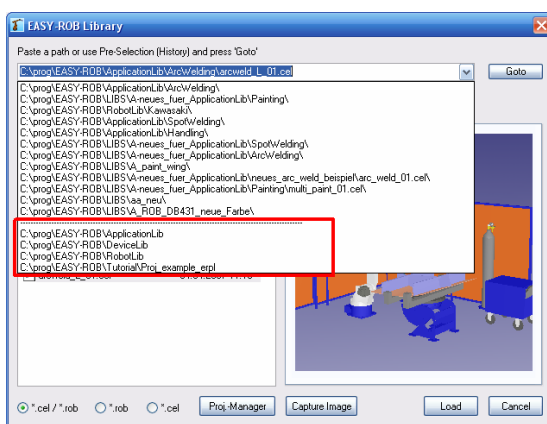 EASY-ROB Library
Paste a path or use Pre-Selection (History) and press 'Goto'
C:\prog\EASY-ROB\ApplicationLib\ArcWelding\arcweld_L_01.cel
Goto
C:\prog\EASY-ROB\ApplicationLib\ArcWelding\
C:\prog\EASY-ROB\LIBS\A-neues_fuer_ApplicationLib\Painting\
C:\prog\EASY-ROB\RobotLib\Kawasaki\
C:\prog\EASY-ROB\ApplicationLib\SpotWelding\
C:\prog\EASY-ROB\ApplicationLib\Handling\
C:\prog\EASY-ROB\LIBS\A-neues_fuer_ApplicationLib\SpotWelding\
C:\prog\EASY-ROB\LIBS\A-neues_fuer_ApplicationLib\ArcWelding\
C:\prog\EASY-ROB\LIBS\A_paint_wing\
C:\prog\EASY-ROB\LIBS\A-neues_fuer_ApplicationLib\neues_arc_weld_beispiel\arc_weld_01.cel\
C:\prog\EASY-ROB\LIBS\A-neues_fuer_ApplicationLib\Painting\multi_paint_01.cel\
C:\prog\EASY-ROB\LIBS\aa_neu\
C:\prog\EASY-ROB\LIBS\A_ROB_DB431_neue_Farbe\
C:\prog\EASY-ROB\ApplicationLib
C:\prog\EASY-ROB\DeviceLib
C:\prog\EASY-ROB\RobotLib
C:\prog\EASY-ROB\Tutorial\Proj_example_erpl
*.cel / *.rob
*.rob
*.cel
Proj.-Manager
Capture Image
Load
Cancel